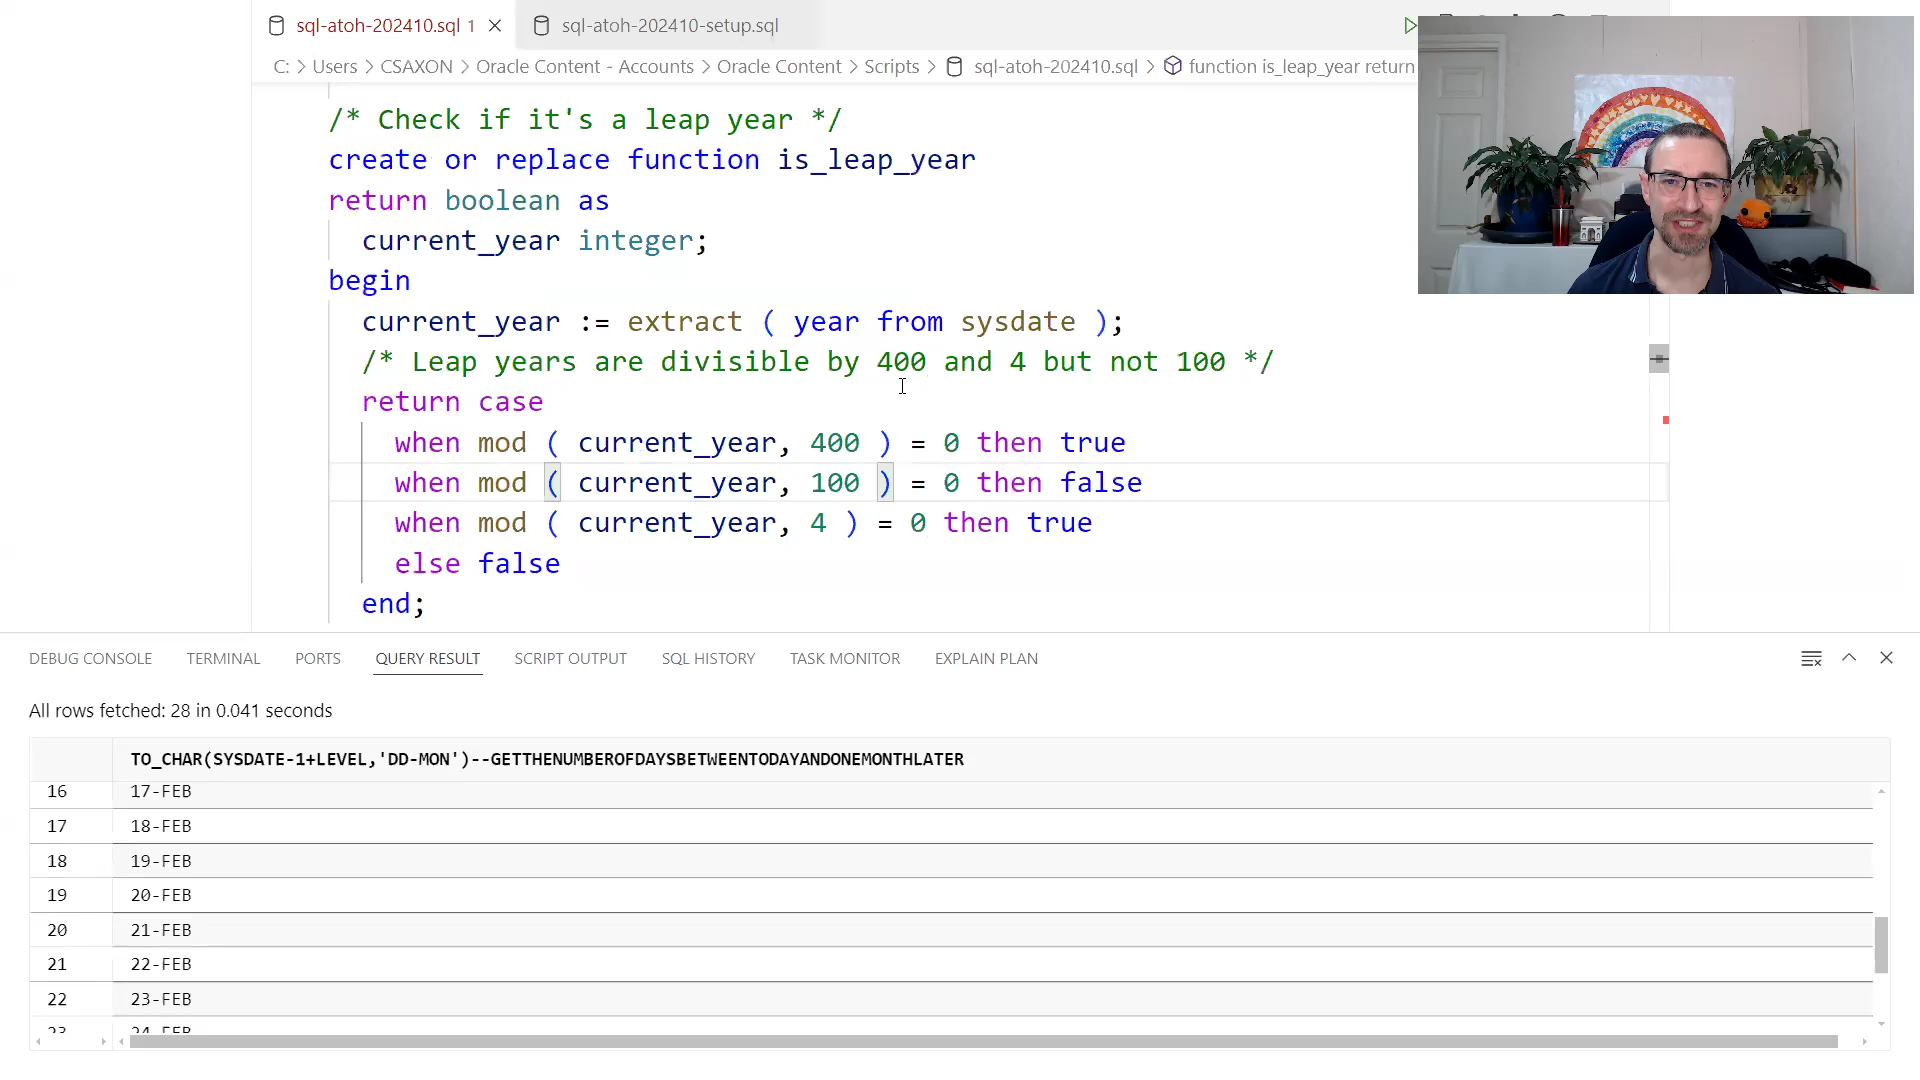 sql-atoh-202410.sql 1
sql-atoh-202410-setup.sql
C: > Users > CSAXON > Oracle Content - Accounts > Oracle Content > Scripts > sql-atoh-202410.sql > function is_leap_year return
/* Check if it's a leap year */
create or replace function is_leap_year
return boolean as
current_year integer;
begin
current_year := extract ( year from sysdate );
/* Leap years are divisible by 400 and 4 but not 100 */
return case
when mod ( current_year, 400 ) = 0 then true
when mod ( current_year, 100 ) = 0 then false
when mod ( current_year, 4 ) = 0 then true
else false
end;
DEBUG CONSOLE TERMINAL PORTS QUERY RESULT SCRIPT OUTPUT SQL HISTORY TASK MONITOR EXPLAIN PLAN
All rows fetched: 28 in 0.041 seconds
TO_CHAR(SYSDATE-1+LEVEL,'DD-MON')--GETTHENUMBEROFDAYSBETWEENTODAYANDONEMONTHLATER
16 17-FEB
17 18-FEB
18 19-FEB
19 20-FEB
20 21-FEB
21 22-FEB
22 23-FEB
23 24-FEB